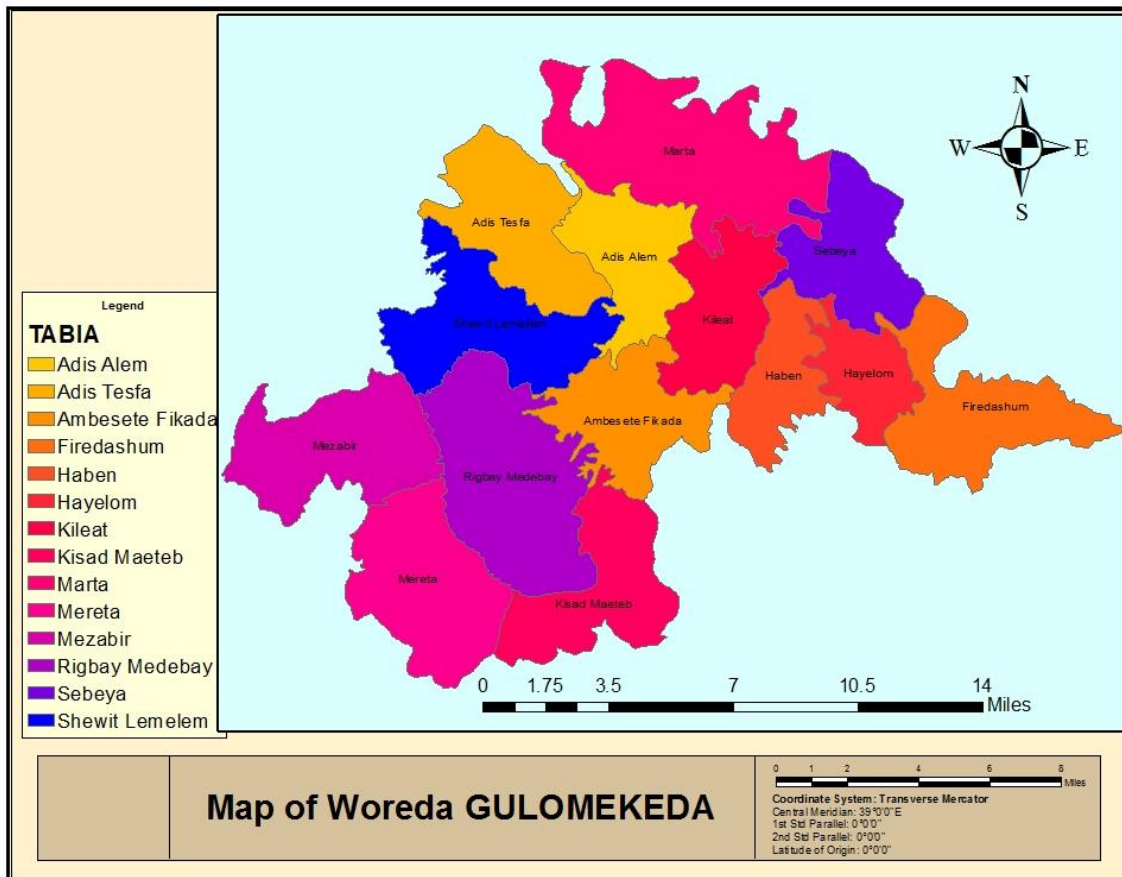 N
W E
S
Marta
Adis Tesfa
Sebeya
Adis Alem
Shewit Lemelem
Kileat
Haben
Hayelom
Firedashum
Ambesete Fikada
Mezabir
Rigbay Medebay
Mereta
Kisad Maeteb
Legend
TABIA
Adis Alem
Adis Tesfa
Ambesete Fikada
Firedashum
Haben
Hayelom
Kileat
Kisad Maeteb
Marta
Mereta
Mezabir
Rigbay Medebay
Sebeya
Shewit Lemelem
0 1.75 3.5 7 10.5 14
Miles
Map of Woreda GULOMEKEDA
0 1 2 4 6 8
Miles
Coordinate System: Transverse Mercator
Central Meridian: 39°0'0"E
1st Std Parallel: 0°0'0"
2nd Std Parallel: 0°0'0"
Latitude of Origin: 0°0'0"